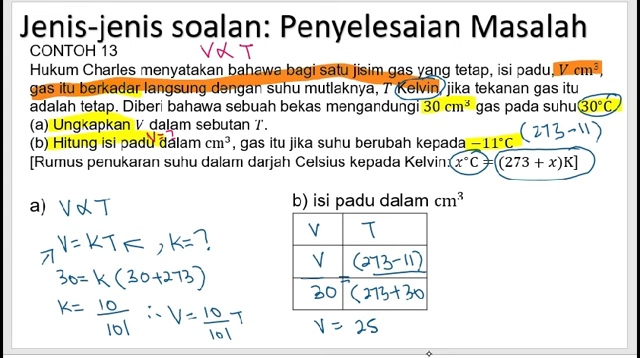 Jenis-jenis soalan: Penyelesaian Masalah
CONTOH 13
V ∝ T
Hukum Charles menyatakan bahawa bagi satu jisim gas yang tetap, isi padu, V cm³,
gas itu berkadar langsung dengan suhu mutlaknya, T Kelvin, jika tekanan gas itu
adalah tetap. Diberi bahawa sebuah bekas mengandungi 30 cm³ gas pada suhu 30°C.
(a) Ungkapkan V dalam sebutan T.
V=?
(273-11)
(b) Hitung isi padu dalam cm³, gas itu jika suhu berubah kepada −11°C
[Rumus penukaran suhu dalam darjah Celsius kepada Kelvin: x°C = (273 + x)K]
a) V ∝ T
V = kT, k = ?
30 = k (30+273)
k = 10/101 ∴ V = 10/101 T
b) isi padu dalam cm³
V T
V (273-11)
=
30 (273+30
V = 25